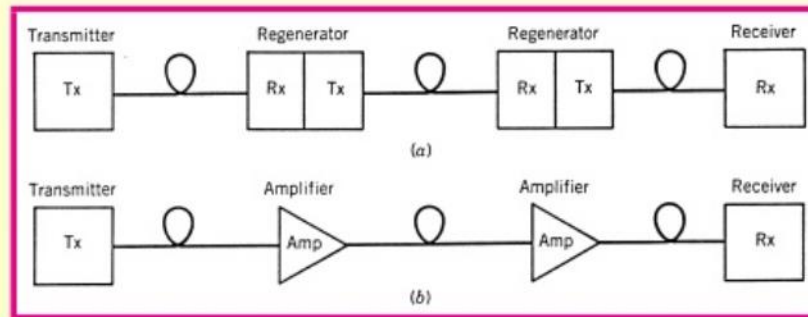 Transmitter Regenerator Regenerator Receiver
Tx Rx Tx Rx Tx Rx
(a)
Transmitter Amplifier Amplifier Receiver
Tx Amp Amp Rx
(b)